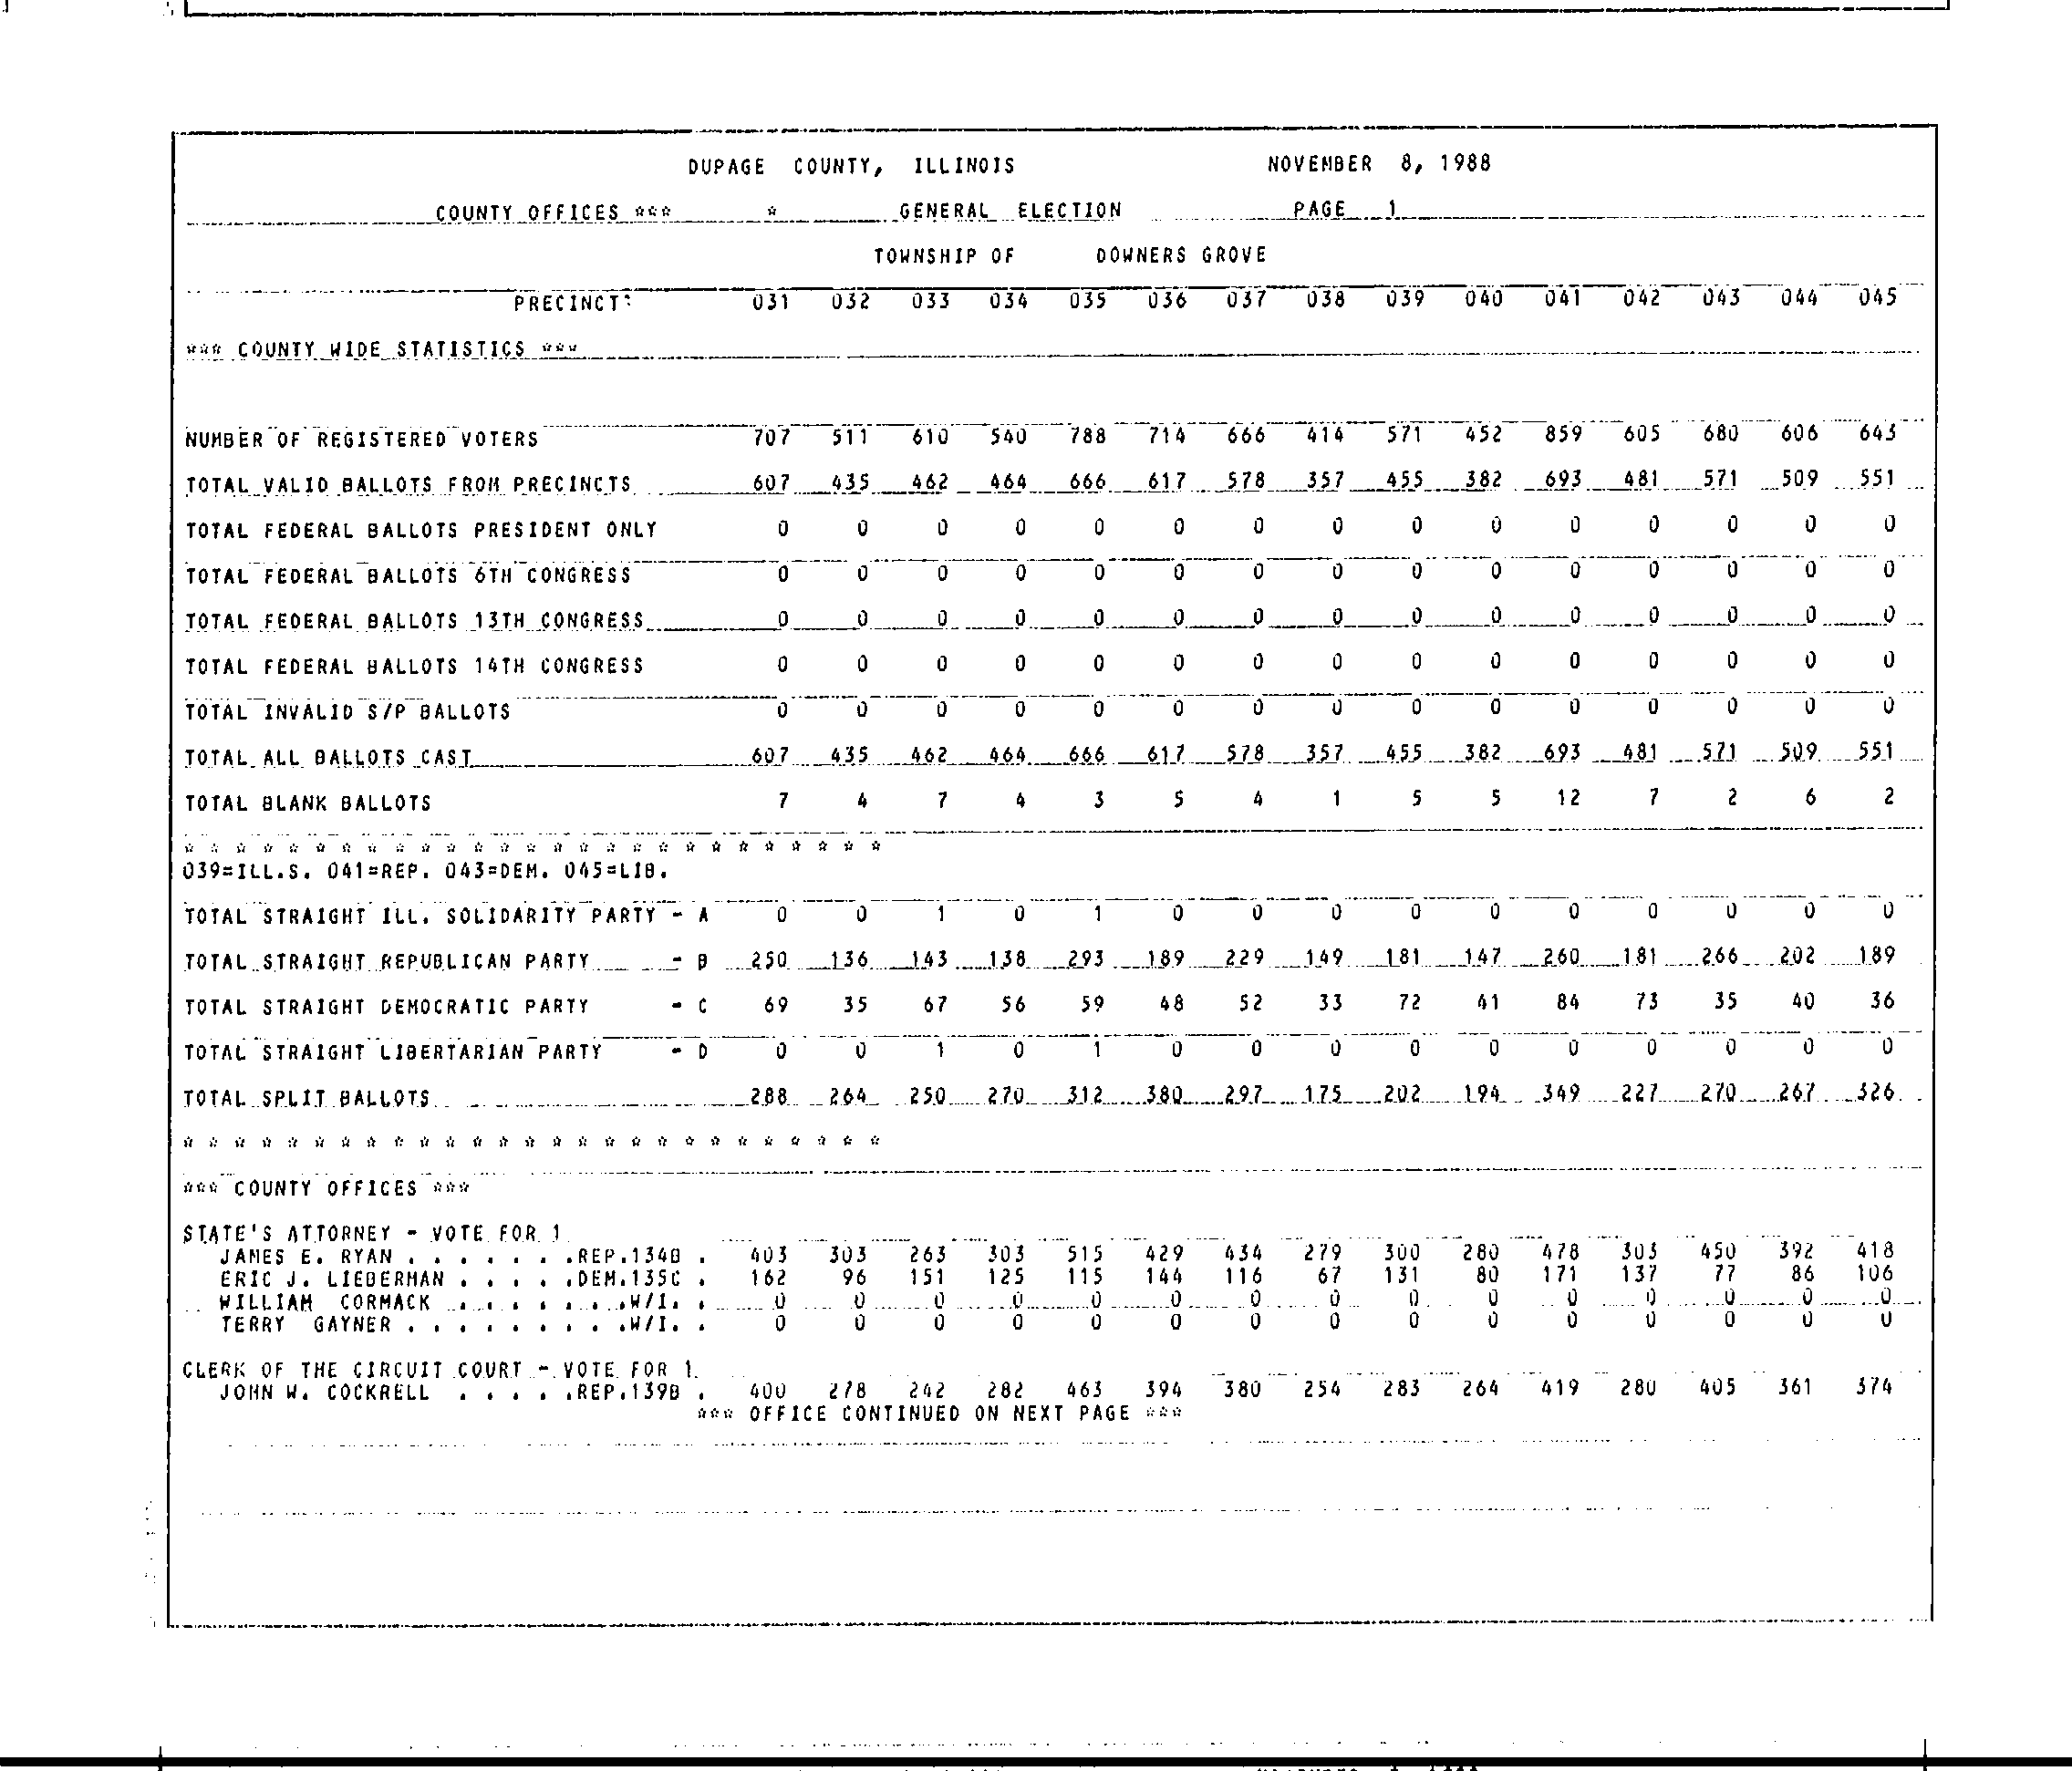 DUPAGE COUNTY, ILLINOIS NOVEMBER 8, 1988
COUNTY OFFICES *** * GENERAL ELECTION PAGE 1
TOWNSHIP OF DOWNERS GROVE
PRECINCT: 031 032 033 034 035 036 037 038 039 040 041 042 043 044 045
*** COUNTY WIDE STATISTICS ***
NUMBER OF REGISTERED VOTERS 707 511 610 540 788 714 666 414 571 452 859 605 680 606 643
TOTAL VALID BALLOTS FROM PRECINCTS 607 435 462 464 666 617 578 357 455 382 693 481 571 509 551
TOTAL FEDERAL BALLOTS PRESIDENT ONLY 0 0 0 0 0 0 0 0 0 0 0 0 0 0 0
TOTAL FEDERAL BALLOTS 6TH CONGRESS 0 0 0 0 0 0 0 0 0 0 0 0 0 0 0
TOTAL FEDERAL BALLOTS 13TH CONGRESS 0 0 0 0 0 0 0 0 0 0 0 0 0 0 0
TOTAL FEDERAL BALLOTS 14TH CONGRESS 0 0 0 0 0 0 0 0 0 0 0 0 0 0 0
TOTAL INVALID S/P BALLOTS 0 0 0 0 0 0 0 0 0 0 0 0 0 0 0
TOTAL ALL BALLOTS CAST 607 435 462 464 666 617 578 357 455 382 693 481 571 509 551
TOTAL BLANK BALLOTS 7 4 7 4 3 5 4 1 5 5 12 7 2 6 2
* * * * * * * * * * * * * * * * * * * * * * * * * * *
039=ILL.S. 041=REP. 043=DEM. 045=LIB.
TOTAL STRAIGHT ILL. SOLIDARITY PARTY - A 0 0 1 0 1 0 0 0 0 0 0 0 0 0 0
TOTAL STRAIGHT REPUBLICAN PARTY - B 250 136 143 138 293 189 229 149 181 147 260 181 266 202 189
TOTAL STRAIGHT DEMOCRATIC PARTY - C 69 35 67 56 59 48 52 33 72 41 84 73 35 40 36
TOTAL STRAIGHT LIBERTARIAN PARTY - D 0 0 1 0 1 0 0 0 0 0 0 0 0 0 0
TOTAL SPLIT BALLOTS 288 264 250 270 312 380 297 175 202 194 349 227 270 267 326
* * * * * * * * * * * * * * * * * * * * * * * * * * *
*** COUNTY OFFICES ***
STATE'S ATTORNEY - VOTE FOR 1
JAMES E. RYAN . . . . . . .REP.134B . 403 303 263 303 515 429 434 279 300 280 478 303 450 392 418
ERIC J. LIEBERMAN . . . . .DEM.135C . 162 96 151 125 115 144 116 67 131 80 171 137 77 86 106
WILLIAM CORMACK . . . . . . .W/I. . 0 0 0 0 0 0 0 0 0 0 0 0 0 0 0
TERRY GAYNER . . . . . . . . .W/I. . 0 0 0 0 0 0 0 0 0 0 0 0 0 0 0
CLERK OF THE CIRCUIT COURT - VOTE FOR 1
JOHN W. COCKRELL . . . . .REP.139B . 400 278 242 282 463 394 380 254 283 264 419 280 405 361 374
*** OFFICE CONTINUED ON NEXT PAGE ***